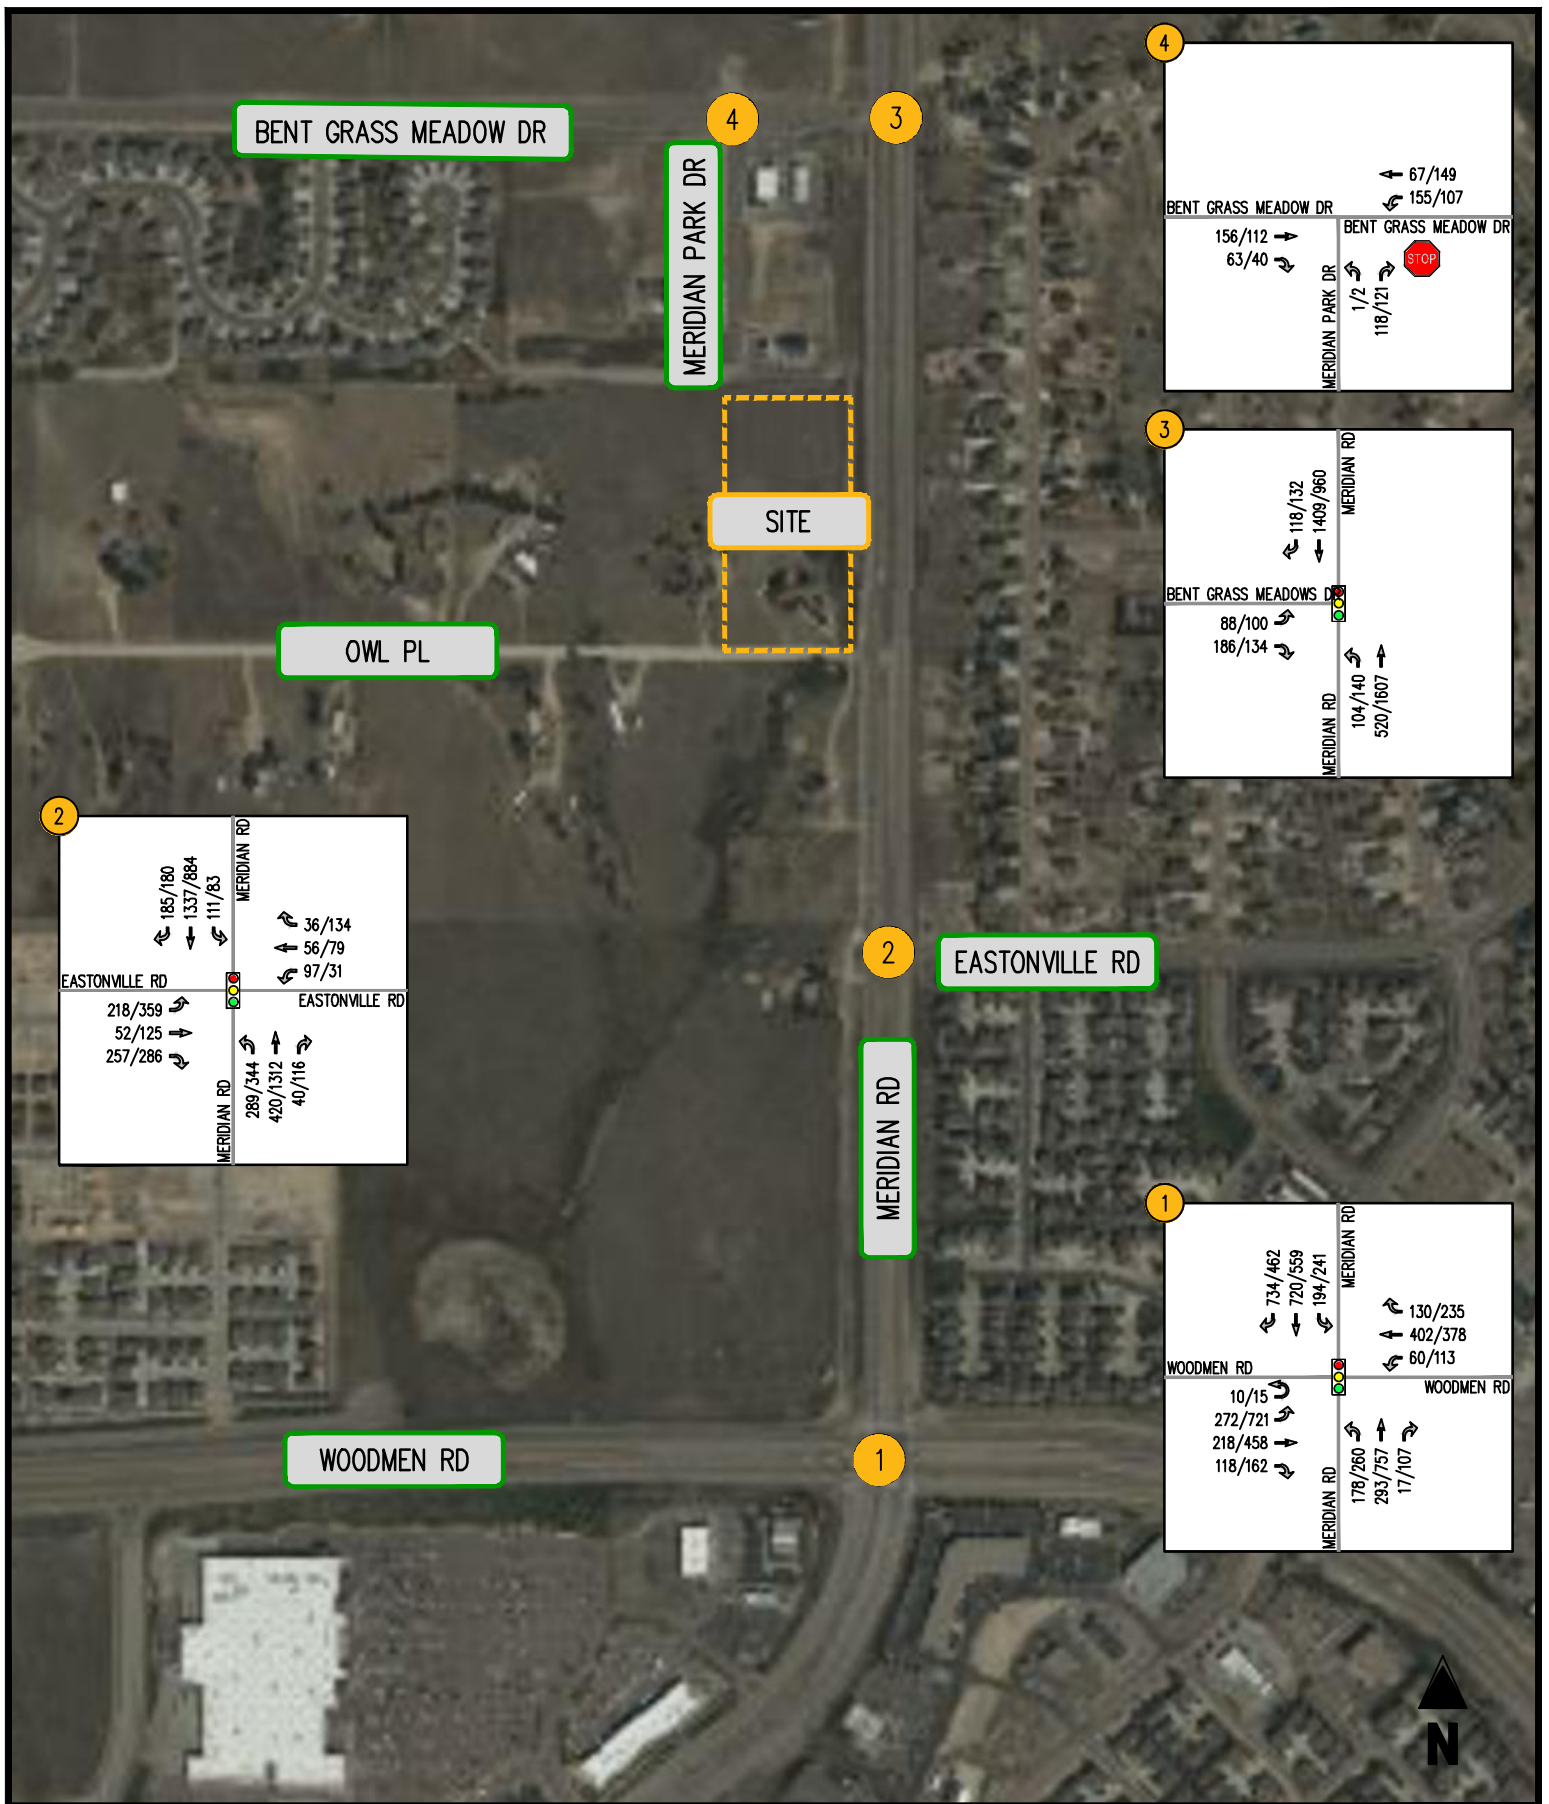 4
BENT GRASS MEADOW DR
4
3
MERIDIAN PARK DR
67/149
155/107
BENT GRASS MEADOW DR
BENT GRASS MEADOW DR
156/112
63/40
STOP
1/2
118/121
MERIDIAN PARK DR
3
118/132
1409/960
MERIDIAN RD
BENT GRASS MEADOWS DR
88/100
186/134
104/140
520/1607
MERIDIAN RD
SITE
OWL PL
2
185/180
1337/884
111/83
MERIDIAN RD
36/134
56/79
97/31
EASTONVILLE RD
EASTONVILLE RD
218/359
52/125
257/286
289/344
420/1312
40/116
MERIDIAN RD
2
EASTONVILLE RD
MERIDIAN RD
1
734/462
720/559
194/241
MERIDIAN RD
130/235
402/378
60/113
WOODMEN RD
WOODMEN RD
10/15
272/721
218/458
118/162
178/260
293/757
17/107
MERIDIAN RD
WOODMEN RD
1
N